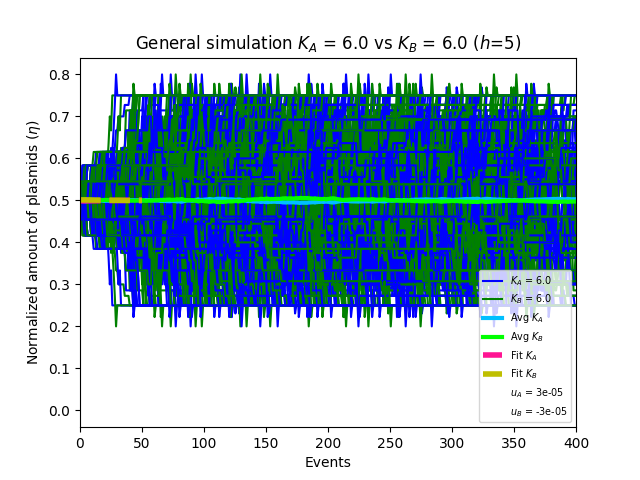 General simulation K_A = 6.0 vs K_B = 6.0 (h=5)
Normalized amount of plasmids (η)
0.8
0.7
0.6
0.5
0.4
0.3
0.2
0.1
0.0
K_A = 6.0
K_B = 6.0
Avg K_A
Avg K_B
Fit K_A
Fit K_B
u_A = 3e-05
u_B = -3e-05
0 50 100 150 200 250 300 350 400
Events